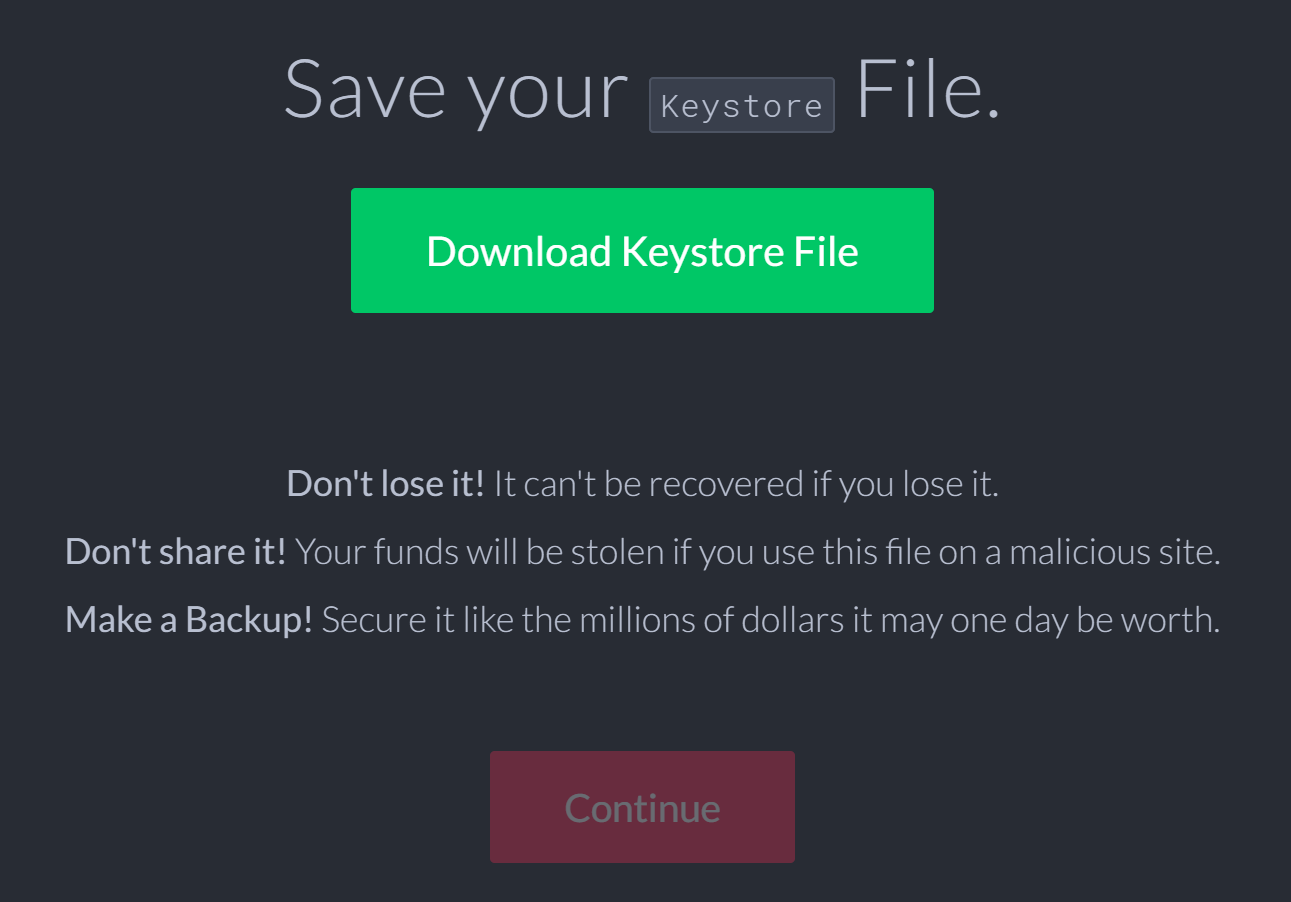 Save your Keystore File.
Download Keystore File
Don't lose it! It can't be recovered if you lose it.
Don't share it! Your funds will be stolen if you use this file on a malicious site.
Make a Backup! Secure it like the millions of dollars it may one day be worth.
Continue